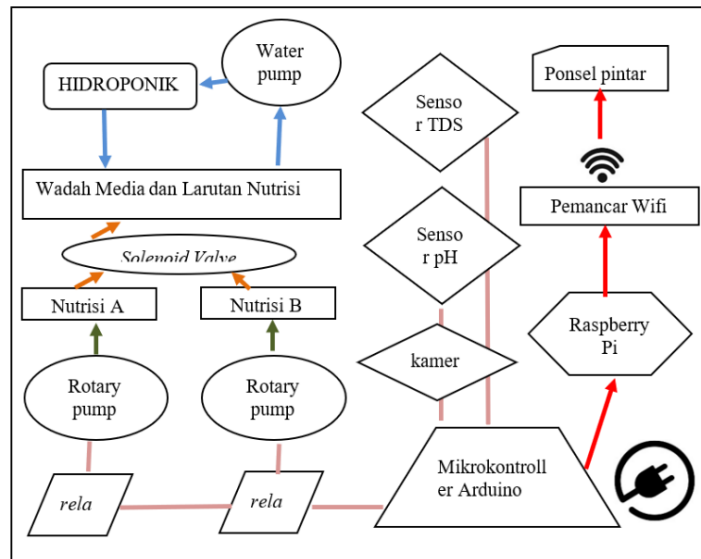 Water
pump
HIDROPONIK
Wadah Media dan Larutan Nutrisi
Solenoid Valve
Nutrisi A
Nutrisi B
Rotary
pump
Rotary
pump
rela
rela
Senso
r TDS
Senso
r pH
kamer
Mikrokontroll
er Arduino
Ponsel pintar
Pemancar Wifi
Raspberry
Pi